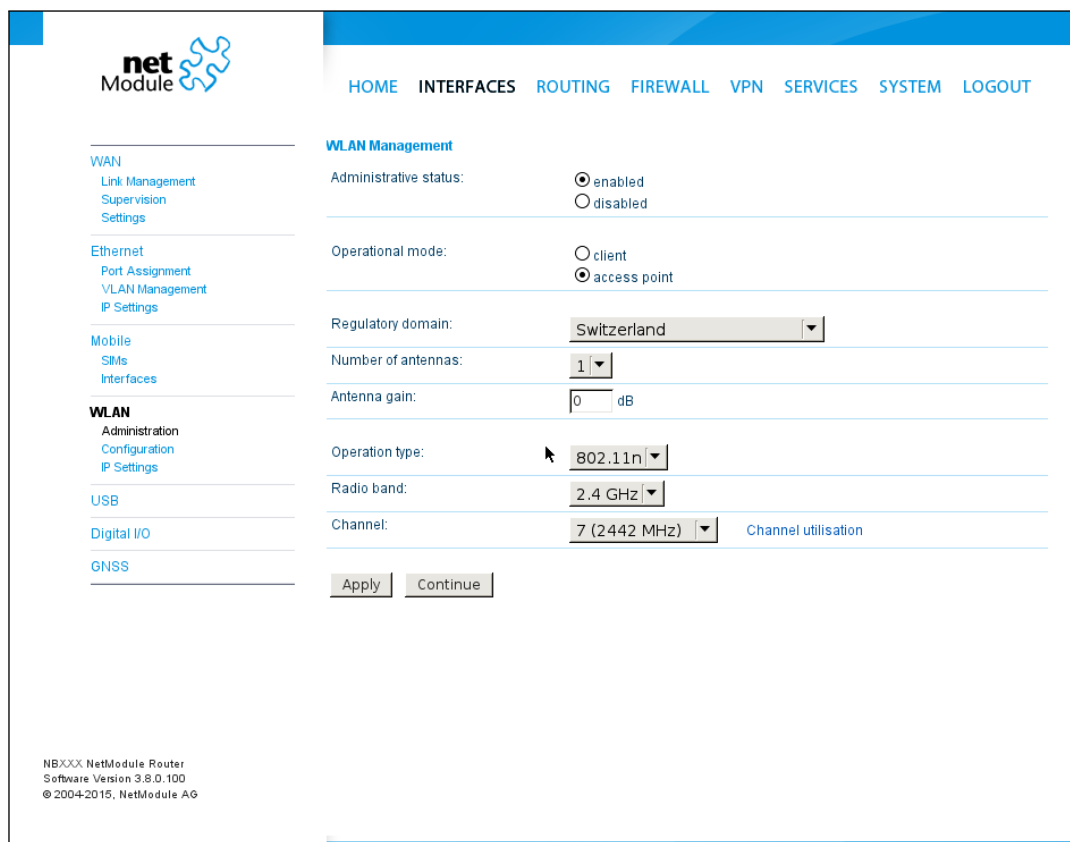 net
Module
HOME INTERFACES ROUTING FIREWALL VPN SERVICES SYSTEM LOGOUT
WAN
Link Management
Supervision
Settings
Ethernet
Port Assignment
VLAN Management
IP Settings
Mobile
SIMs
Interfaces
WLAN
Administration
Configuration
IP Settings
USB
Digital I/O
GNSS
WLAN Management
Administrative status:
enabled
disabled
Operational mode:
client
access point
Regulatory domain: Switzerland
Number of antennas: 1
Antenna gain: 0 dB
Operation type: 802.11n
Radio band: 2.4 GHz
Channel: 7 (2442 MHz) Channel utilisation
Apply Continue
NBXXX NetModule Router
Software Version 3.8.0.100
© 2004-2015, NetModule AG